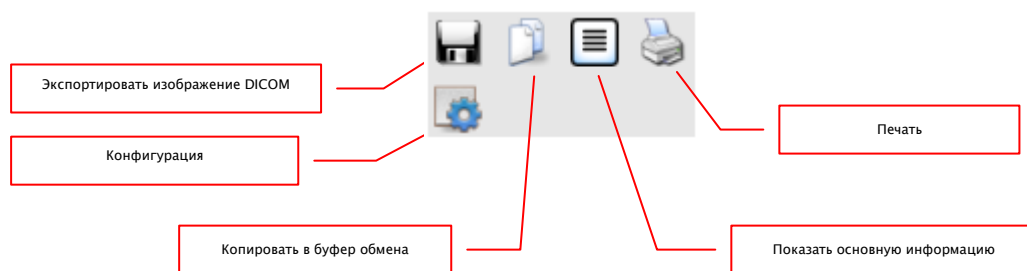 Экспортировать изображение DICOM
Печать
Конфигурация
Копировать в буфер обмена
Показать основную информацию